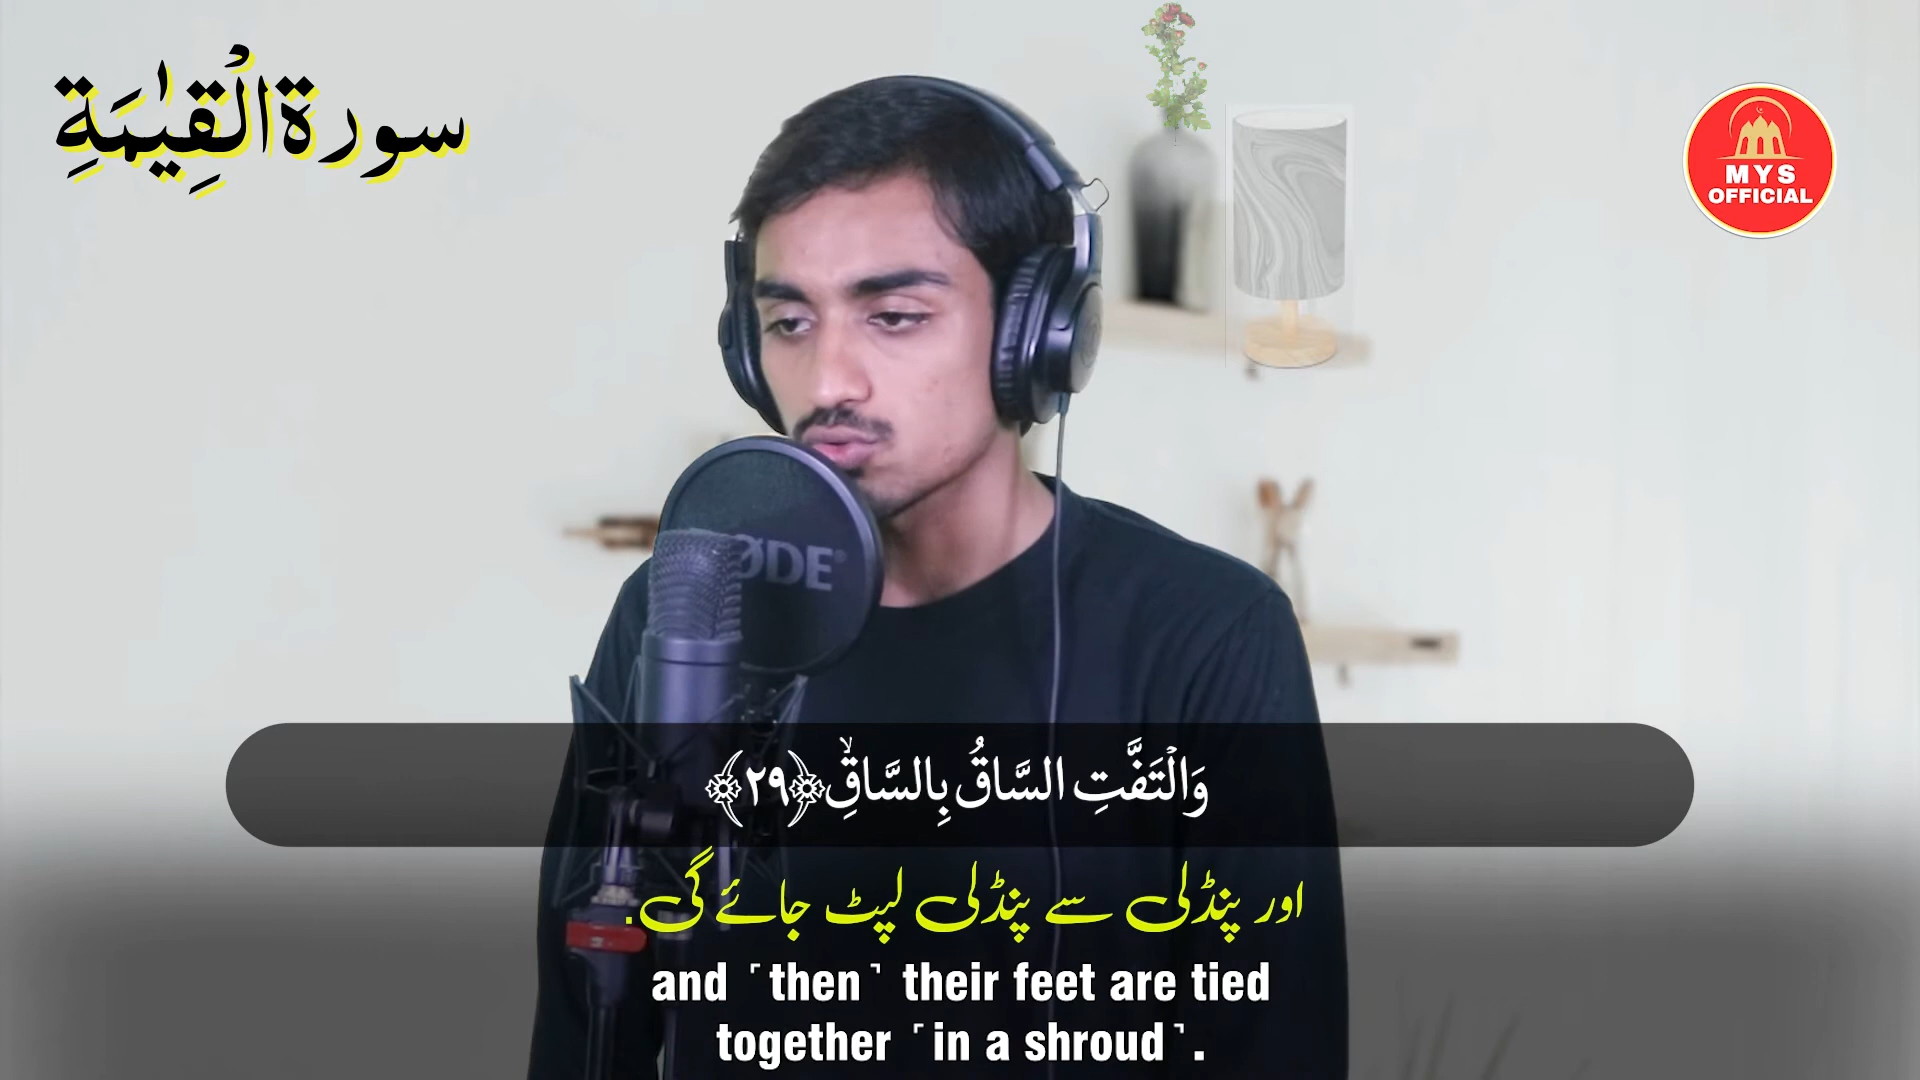 سورة الْقِيٰمَةِ
MYS
OFFICIAL
ØDE®
وَالْتَفَّتِ السَّاقُ بِالسَّاقِۙ﴿٢٩﴾
اور پنڈلی سے پنڈلی لپٹ جائے گی.
and ⸢then⸣ their feet are tied
together ⸢in a shroud⸣.